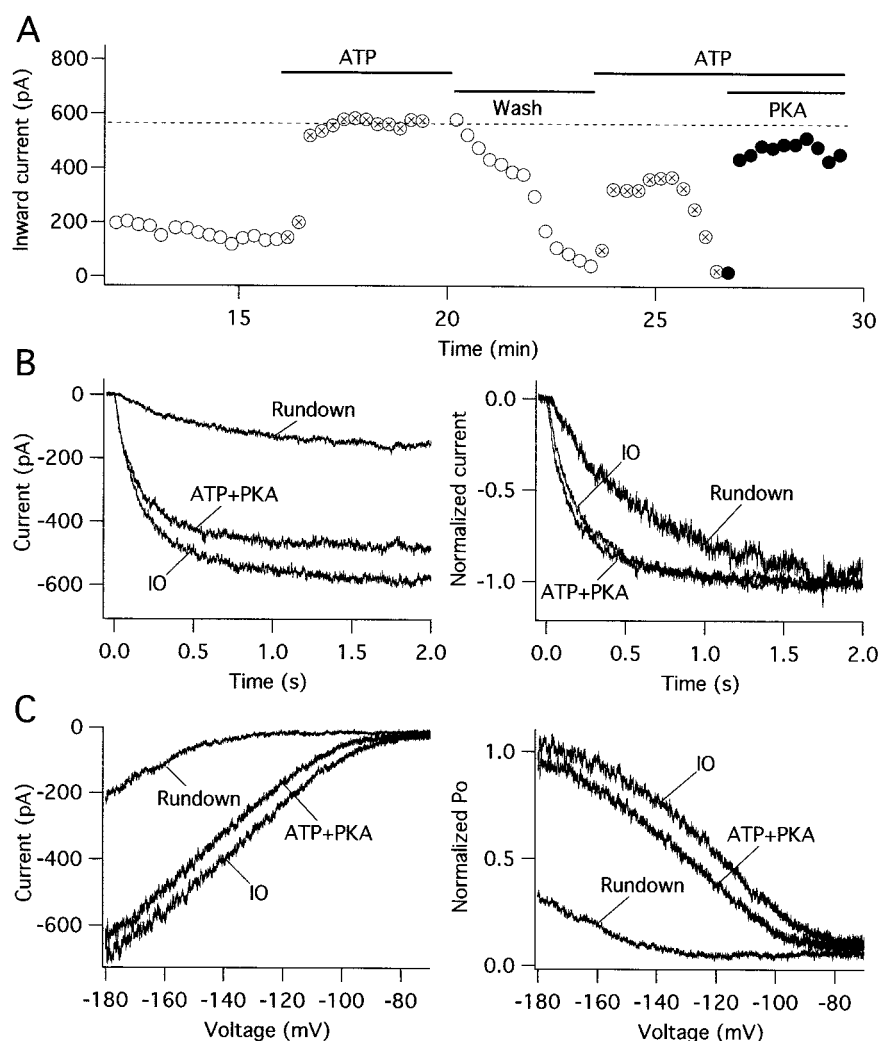 A
ATP
ATP
Wash
PKA
Inward current (pA)
800
600
400
200
0
15
20
25
30
Time (min)
B
Rundown
ATP+PKA
IO
Current (pA)
0
-200
-400
-600
0.0
0.5
1.0
1.5
2.0
Time (s)
IO
Rundown
ATP+PKA
Normalized current
0.0
-0.5
-1.0
0.0
0.5
1.0
1.5
2.0
Time (s)
C
Rundown
ATP+PKA
IO
Current (pA)
0
-200
-400
-600
-180
-160
-140
-120
-100
-80
Voltage (mV)
IO
ATP+PKA
Rundown
Normalized Po
1.0
0.5
0.0
-180
-160
-140
-120
-100
-80
Voltage (mV)